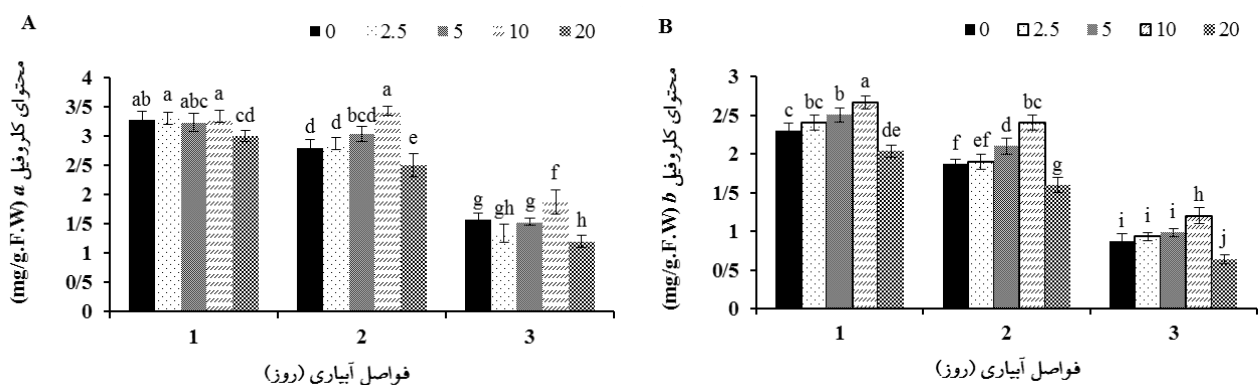 A
0 2.5 5 10 20
محتوای کلروفیل a (mg/g.F.W)
4
3/5
3
2/5
2
1/5
1
0/5
0
ab a abc a cd
d d bcd a e
g gh g f h
1 2 3
فواصل آبیاری (روز)
B
0 2.5 5 10 20
محتوای کلروفیل b (mg/g.F.W)
3
2/5
2
1/5
1
0/5
0
c bc b a de
f ef d bc g
i i i h j
1 2 3
فواصل آبیاری (روز)